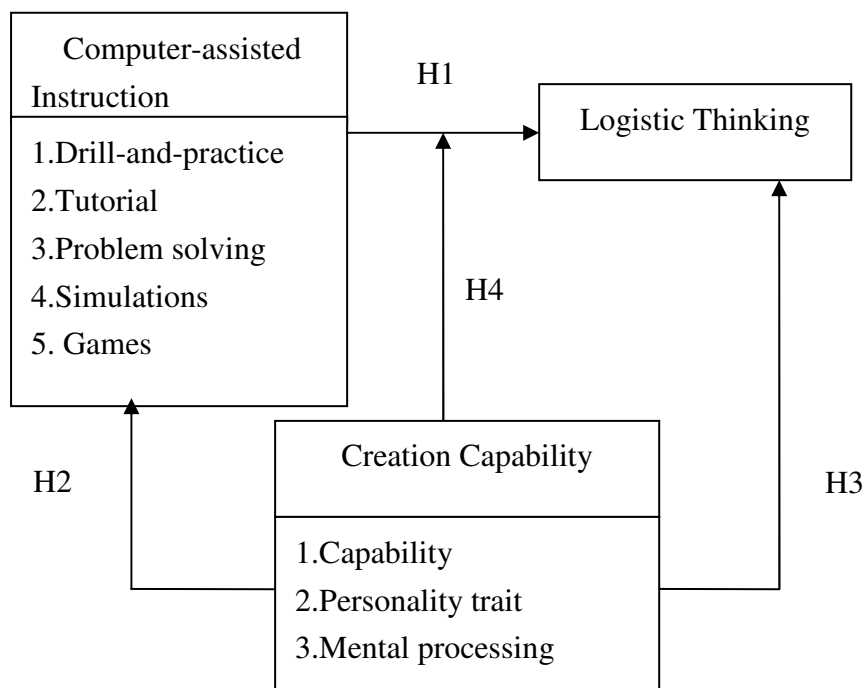 Computer-assisted
Instruction
1.Drill-and-practice
2.Tutorial
3.Problem solving
4.Simulations
5. Games
H1
Logistic Thinking
H4
H2
Creation Capability
1.Capability
2.Personality trait
3.Mental processing
H3